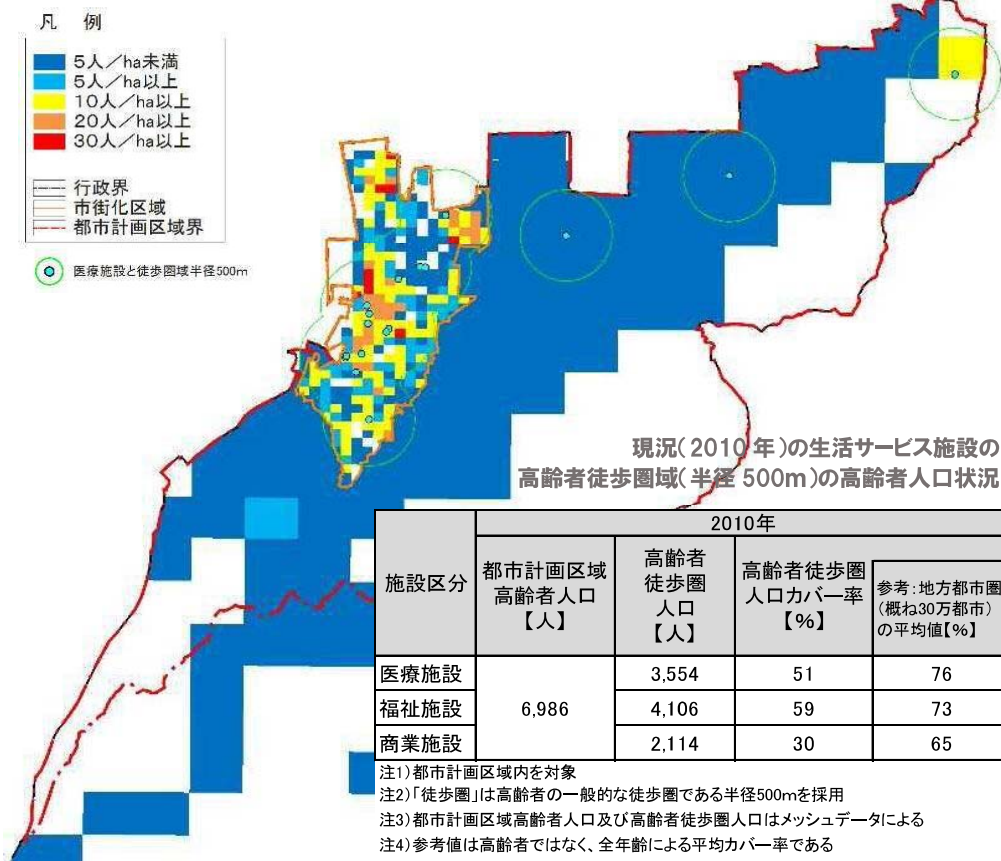 凡 例
5人/ha未満
5人/ha以上
10人/ha以上
20人/ha以上
30人/ha以上
行政界
市街化区域
都市計画区域界
医療施設と徒歩圏域半径500m
現況(2010年)の生活サービス施設の
高齢者徒歩圏域(半径500m)の高齢者人口状況
施設区分
2010年
都市計画区域
高齢者人口
【人】
高齢者
徒歩圏
人口
【人】
高齢者徒歩圏
人口カバー率
【%】
参考:地方都市圏
(概ね30万都市)
の平均値【%】
医療施設 6,986 3,554 51 76
福祉施設 4,106 59 73
商業施設 2,114 30 65
注1)都市計画区域内を対象
注2)「徒歩圏」は高齢者の一般的な徒歩圏である半径500mを採用
注3)都市計画区域高齢者人口及び高齢者徒歩圏人口はメッシュデータによる
注4)参考値は高齢者ではなく、全年齢による平均カバー率である